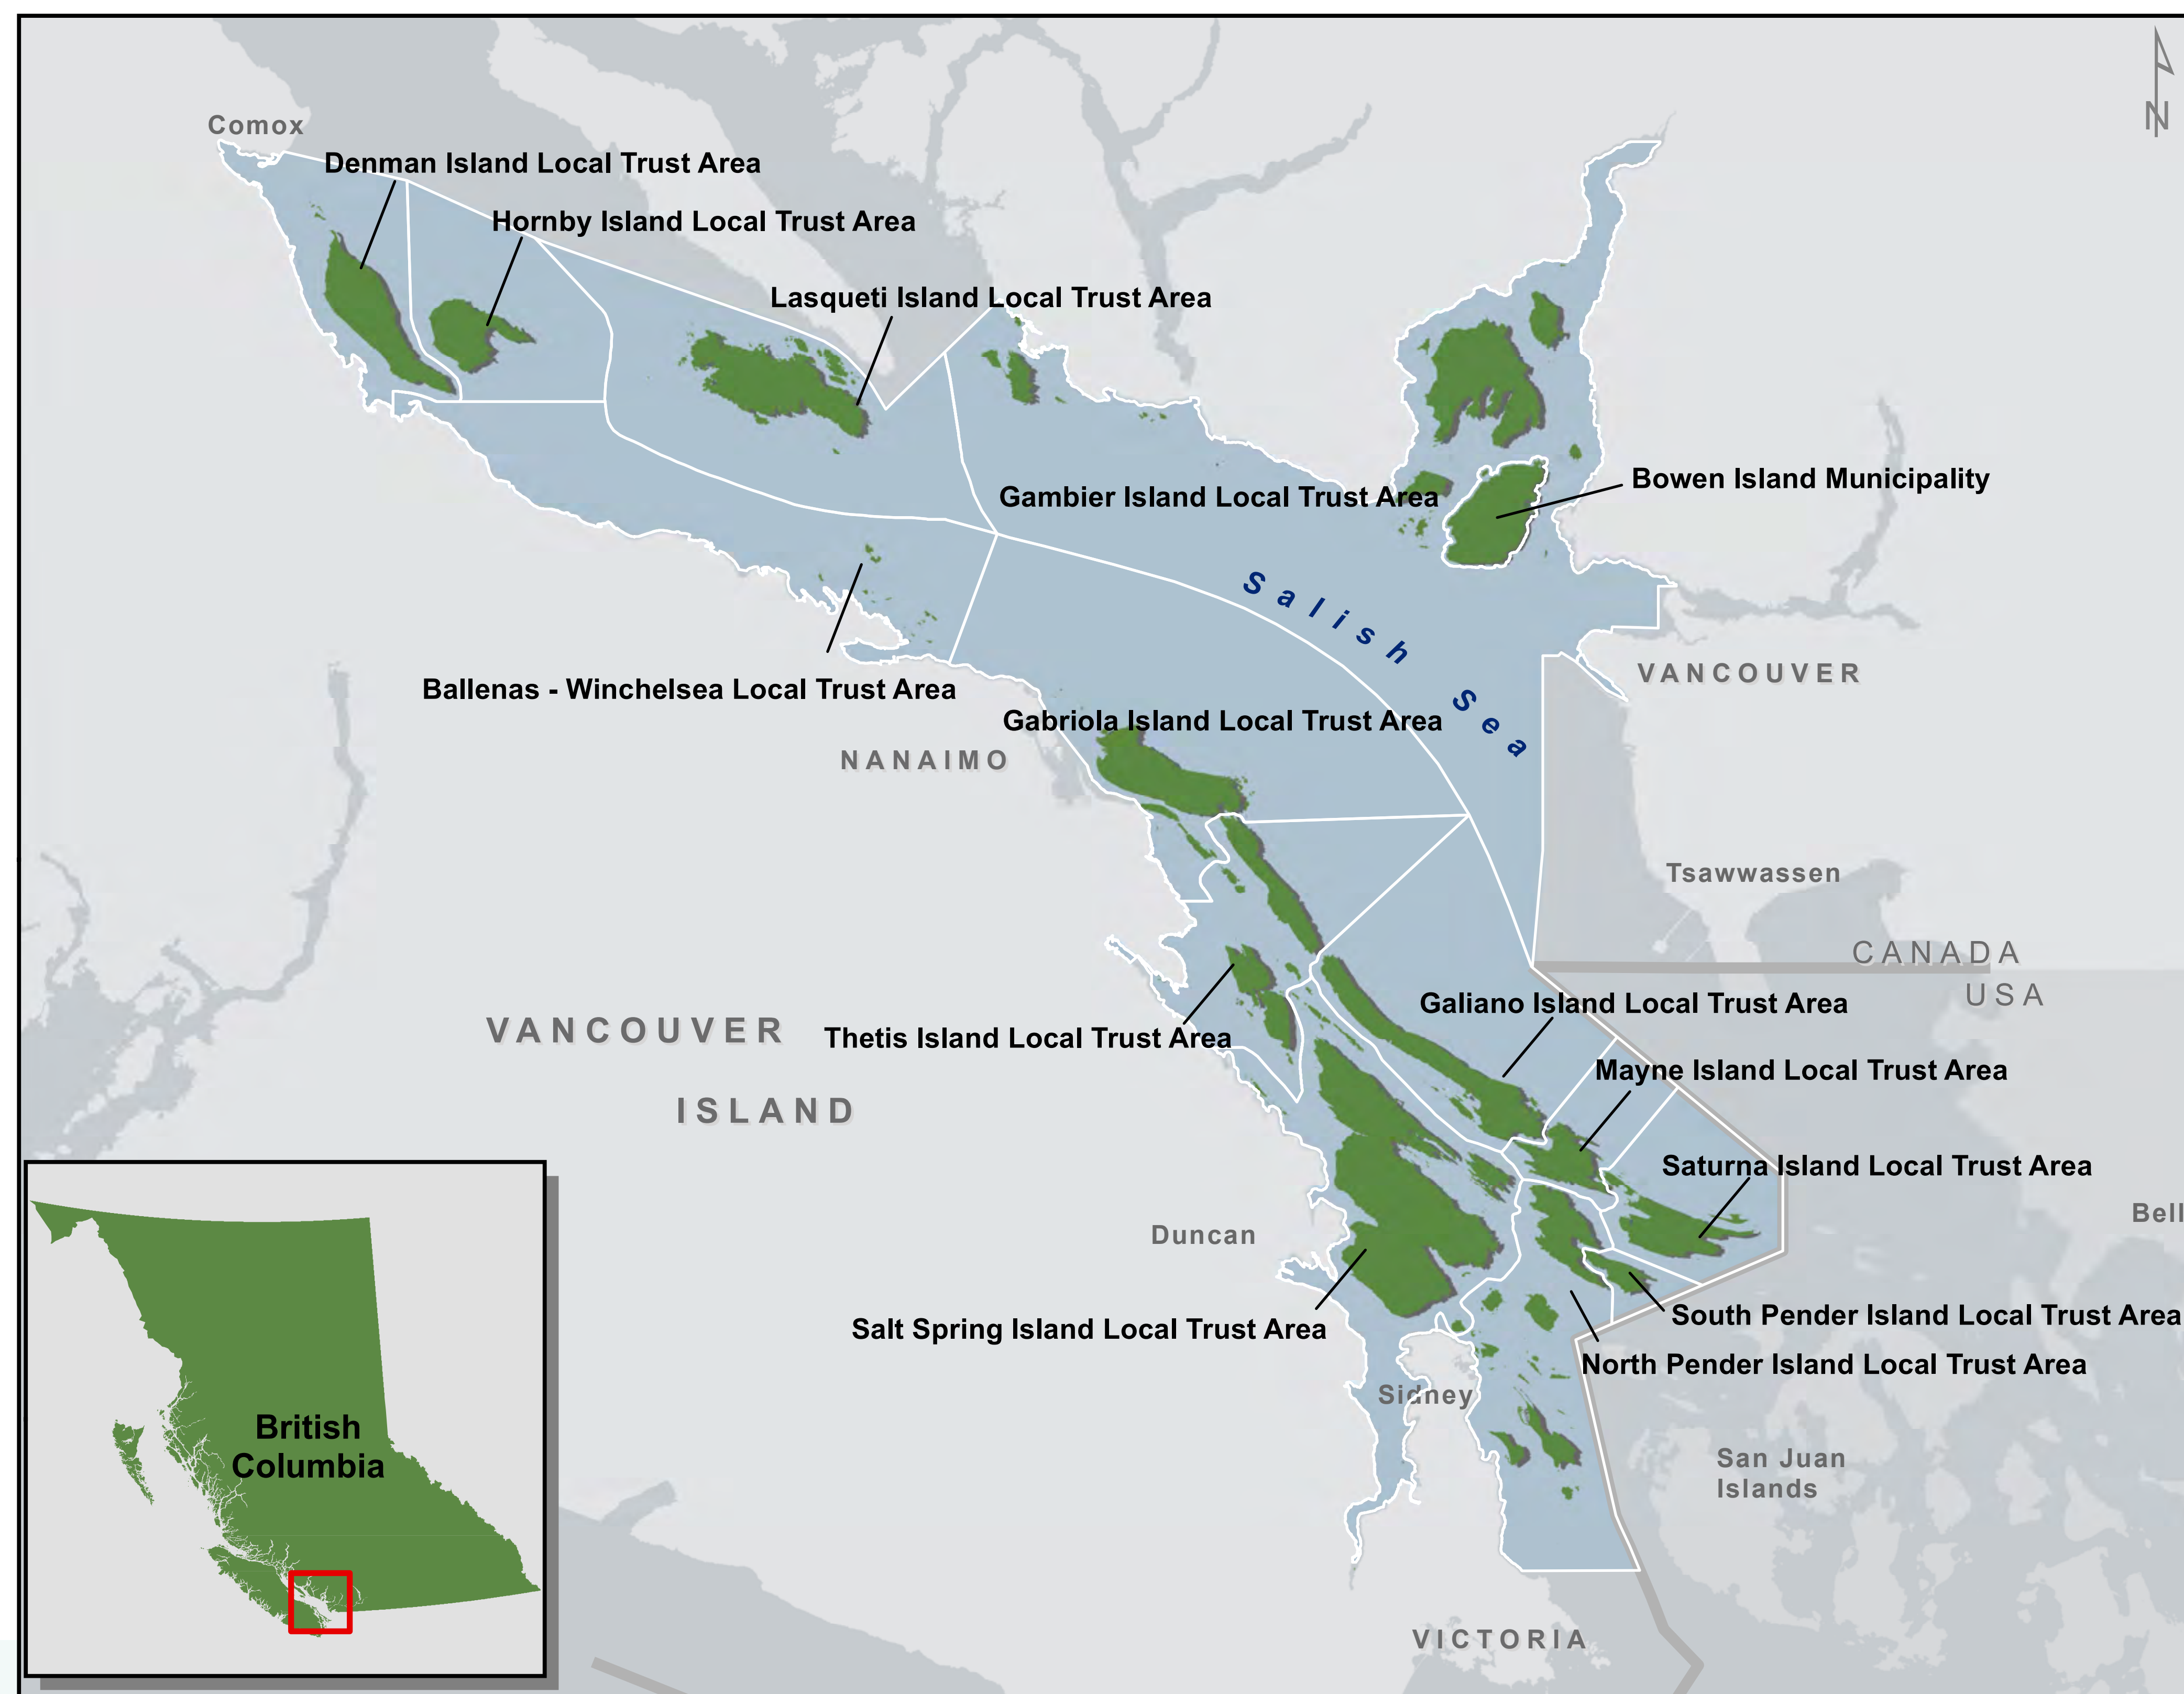 N
Comox
Denman Island Local Trust Area
Hornby Island Local Trust Area
Lasqueti Island Local Trust Area
Gambier Island Local Trust Area
Bowen Island Municipality
Salish Sea
VANCOUVER
Ballenas - Winchelsea Local Trust Area
Gabriola Island Local Trust Area
NANAIMO
Tsawwassen
CANADA
USA
Galiano Island Local Trust Area
VANCOUVER
ISLAND
Thetis Island Local Trust Area
Mayne Island Local Trust Area
Saturna Island Local Trust Area
Bell
Duncan
South Pender Island Local Trust Area
Salt Spring Island Local Trust Area
North Pender Island Local Trust Area
Sidney
San Juan
Islands
British
Columbia
VICTORIA